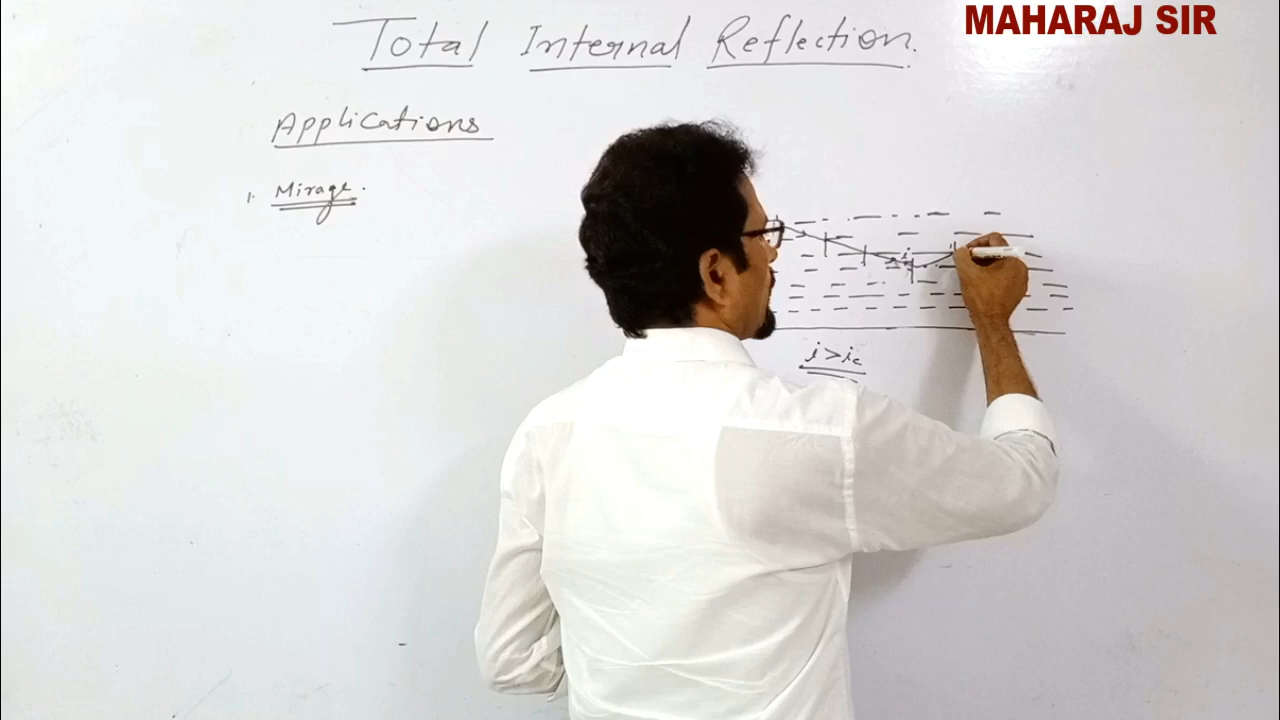 MAHARAJ SIR
Total Internal Reflection.
Applications
1. Mirage.
i
i > ic